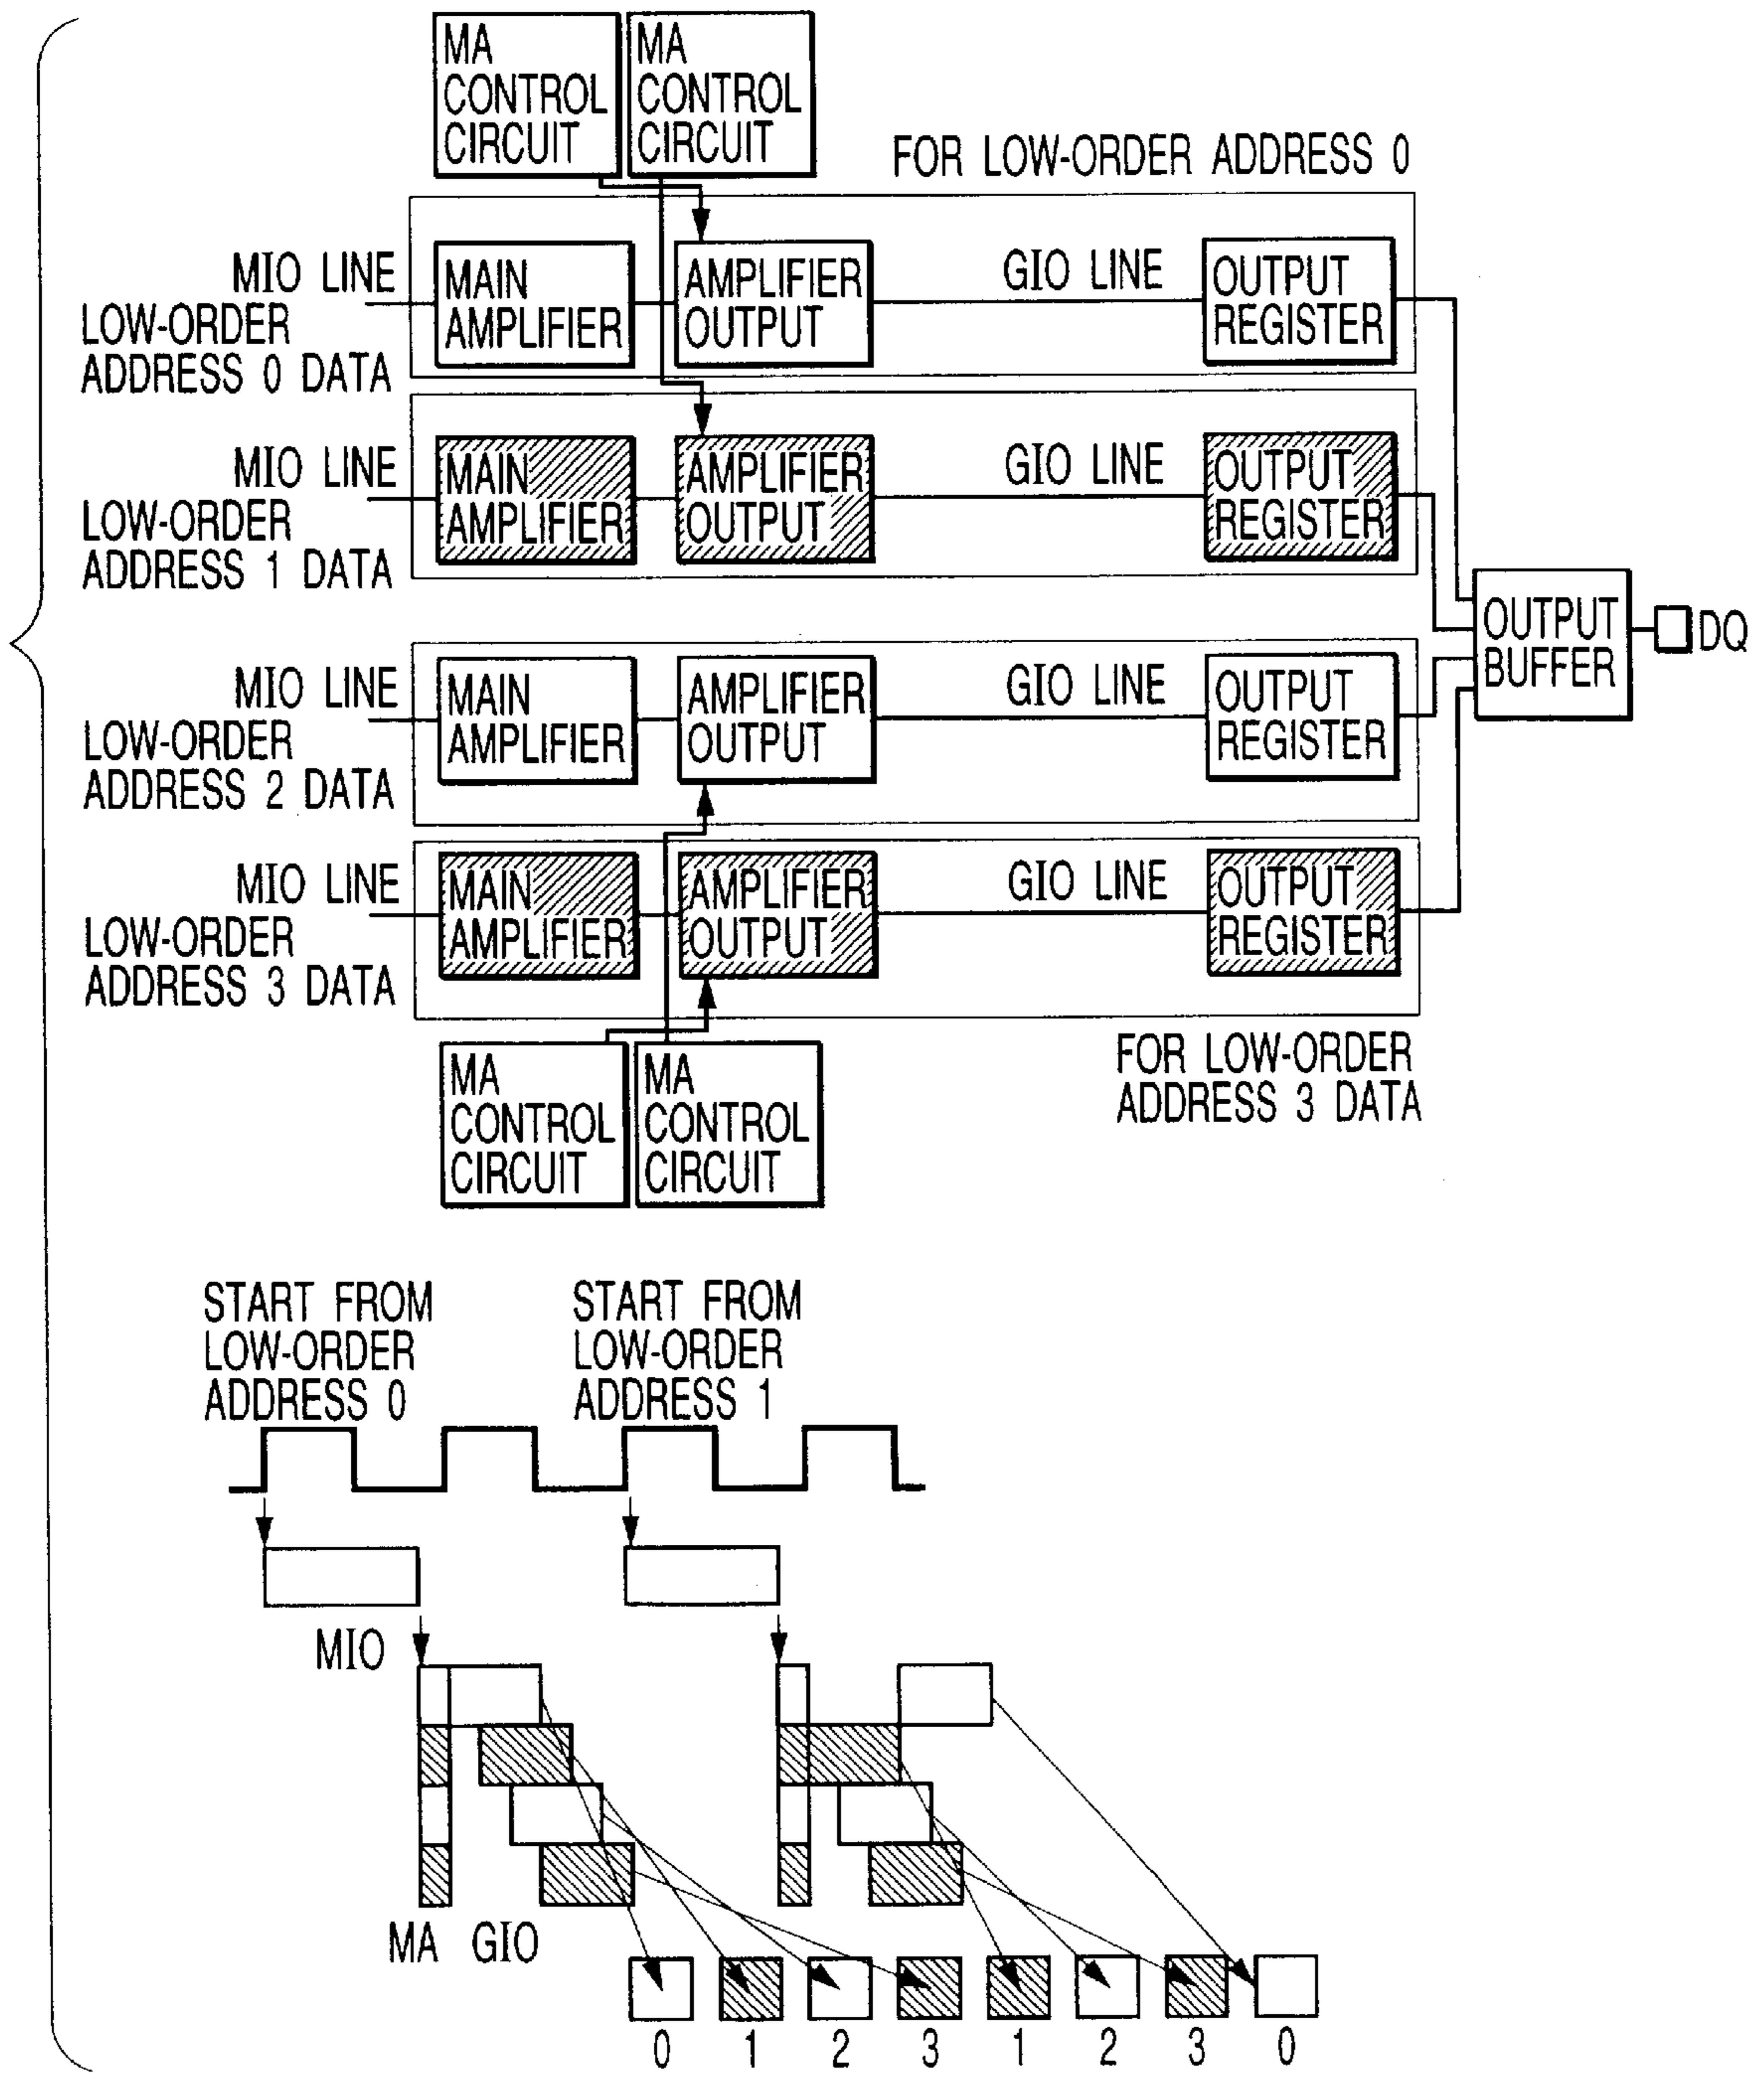 MA
CONTROL
CIRCUIT
MA
CONTROL
CIRCUIT
FOR LOW-ORDER ADDRESS 0
MIO LINE
LOW-ORDER
ADDRESS 0 DATA
MAIN
AMPLIFIER
AMPLIFIER
OUTPUT
GIO LINE
OUTPUT
REGISTER
MIO LINE
LOW-ORDER
ADDRESS 1 DATA
MAIN
AMPLIFIER
AMPLIFIER
OUTPUT
GIO LINE
OUTPUT
REGISTER
OUTPUT
BUFFER
DQ
MIO LINE
LOW-ORDER
ADDRESS 2 DATA
MAIN
AMPLIFIER
AMPLIFIER
OUTPUT
GIO LINE
OUTPUT
REGISTER
MIO LINE
LOW-ORDER
ADDRESS 3 DATA
MAIN
AMPLIFIER
AMPLIFIER
OUTPUT
GIO LINE
OUTPUT
REGISTER
MA
CONTROL
CIRCUIT
MA
CONTROL
CIRCUIT
FOR LOW-ORDER
ADDRESS 3 DATA
START FROM
LOW-ORDER
ADDRESS 0
START FROM
LOW-ORDER
ADDRESS 1
MIO
MA GIO
0 1 2 3 1 2 3 0